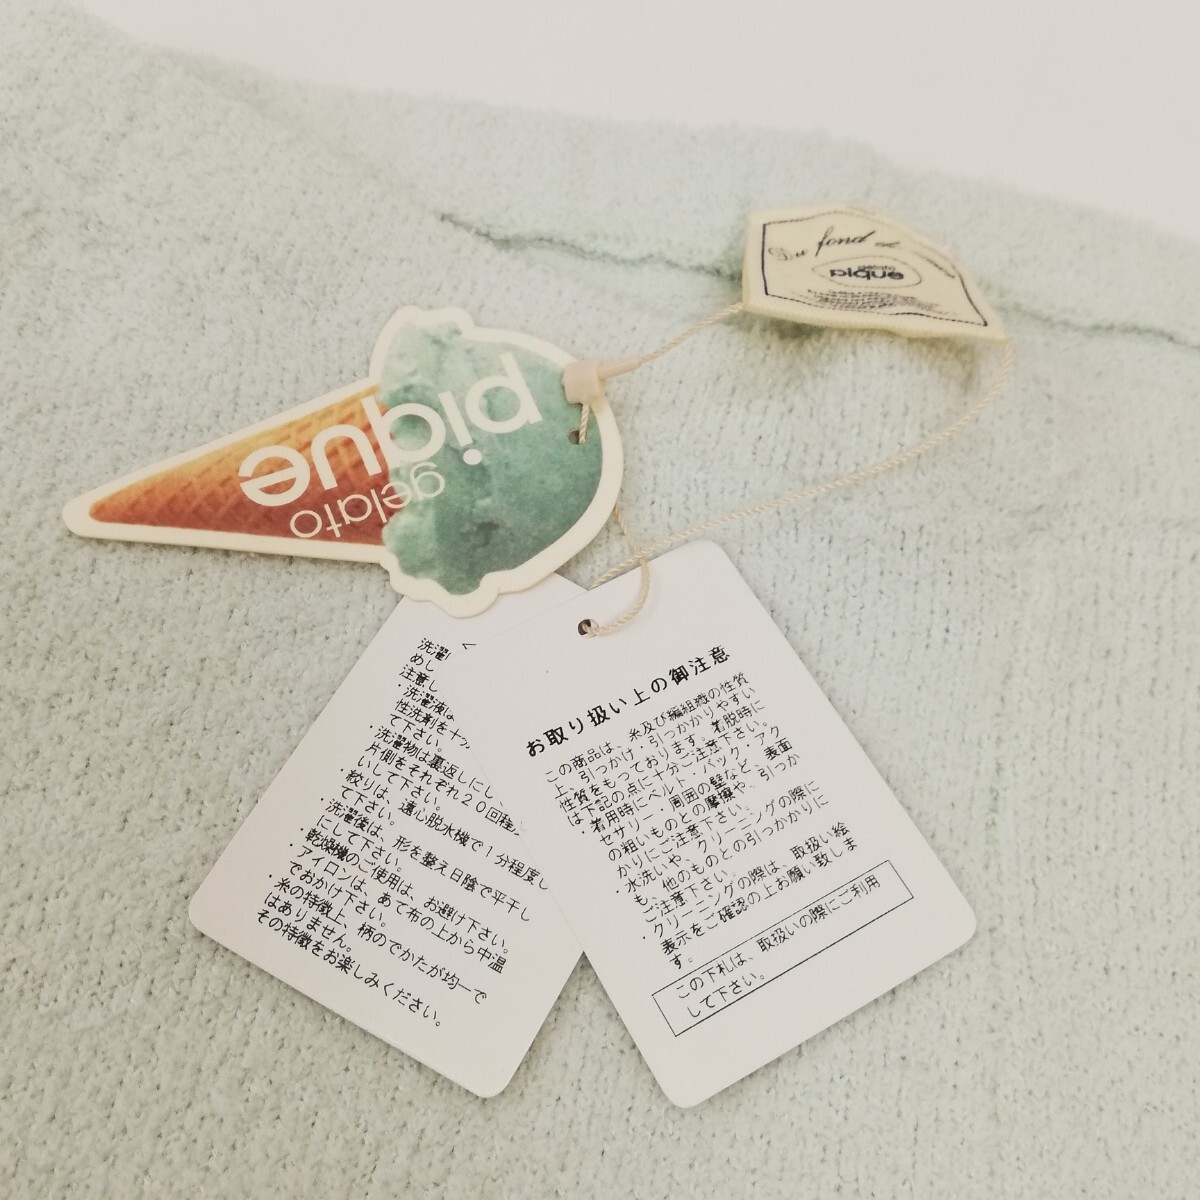 Du fond
gelato
pique
gelato
pique
洗濯
めし
注意し
・洗濯液は
性洗剤を十
て下さい。
・洗濯物は裏返しにし、
片側をそれぞれ20回程
いして下さい。
・絞りは、遠心脱水機で1分程度し
て下さい。
・洗濯後は、形を整え日陰で平干し
にして下さい。
・乾燥機のご使用は、お避け下さい。
・アイロンは、あて布の上から中温
でおかけ下さい。
・糸の特徴上、柄のでかたが均一で
はありません。
その特徴をお楽しみください。
お取り扱い上の御注意
この商品は、糸及び編組織の性質
上、引っかけ・引っかかりやすい
性質をもっております。着脱時に
は下記の点に十分ご注意下さい。
・着用時にベルト・バック・アク
セサリー、周囲の壁など、表面
の粗いものとの摩擦や、引っか
かりにご注意下さい。
・水洗いや、クリーニングの際に
も、他のものとの引っかかりに
ご注意下さい。
・クリーニングの際は、取扱い絵
表示をご確認の上お願い致しま
す。
この下札は、取扱いの際にご利用
して下さい。